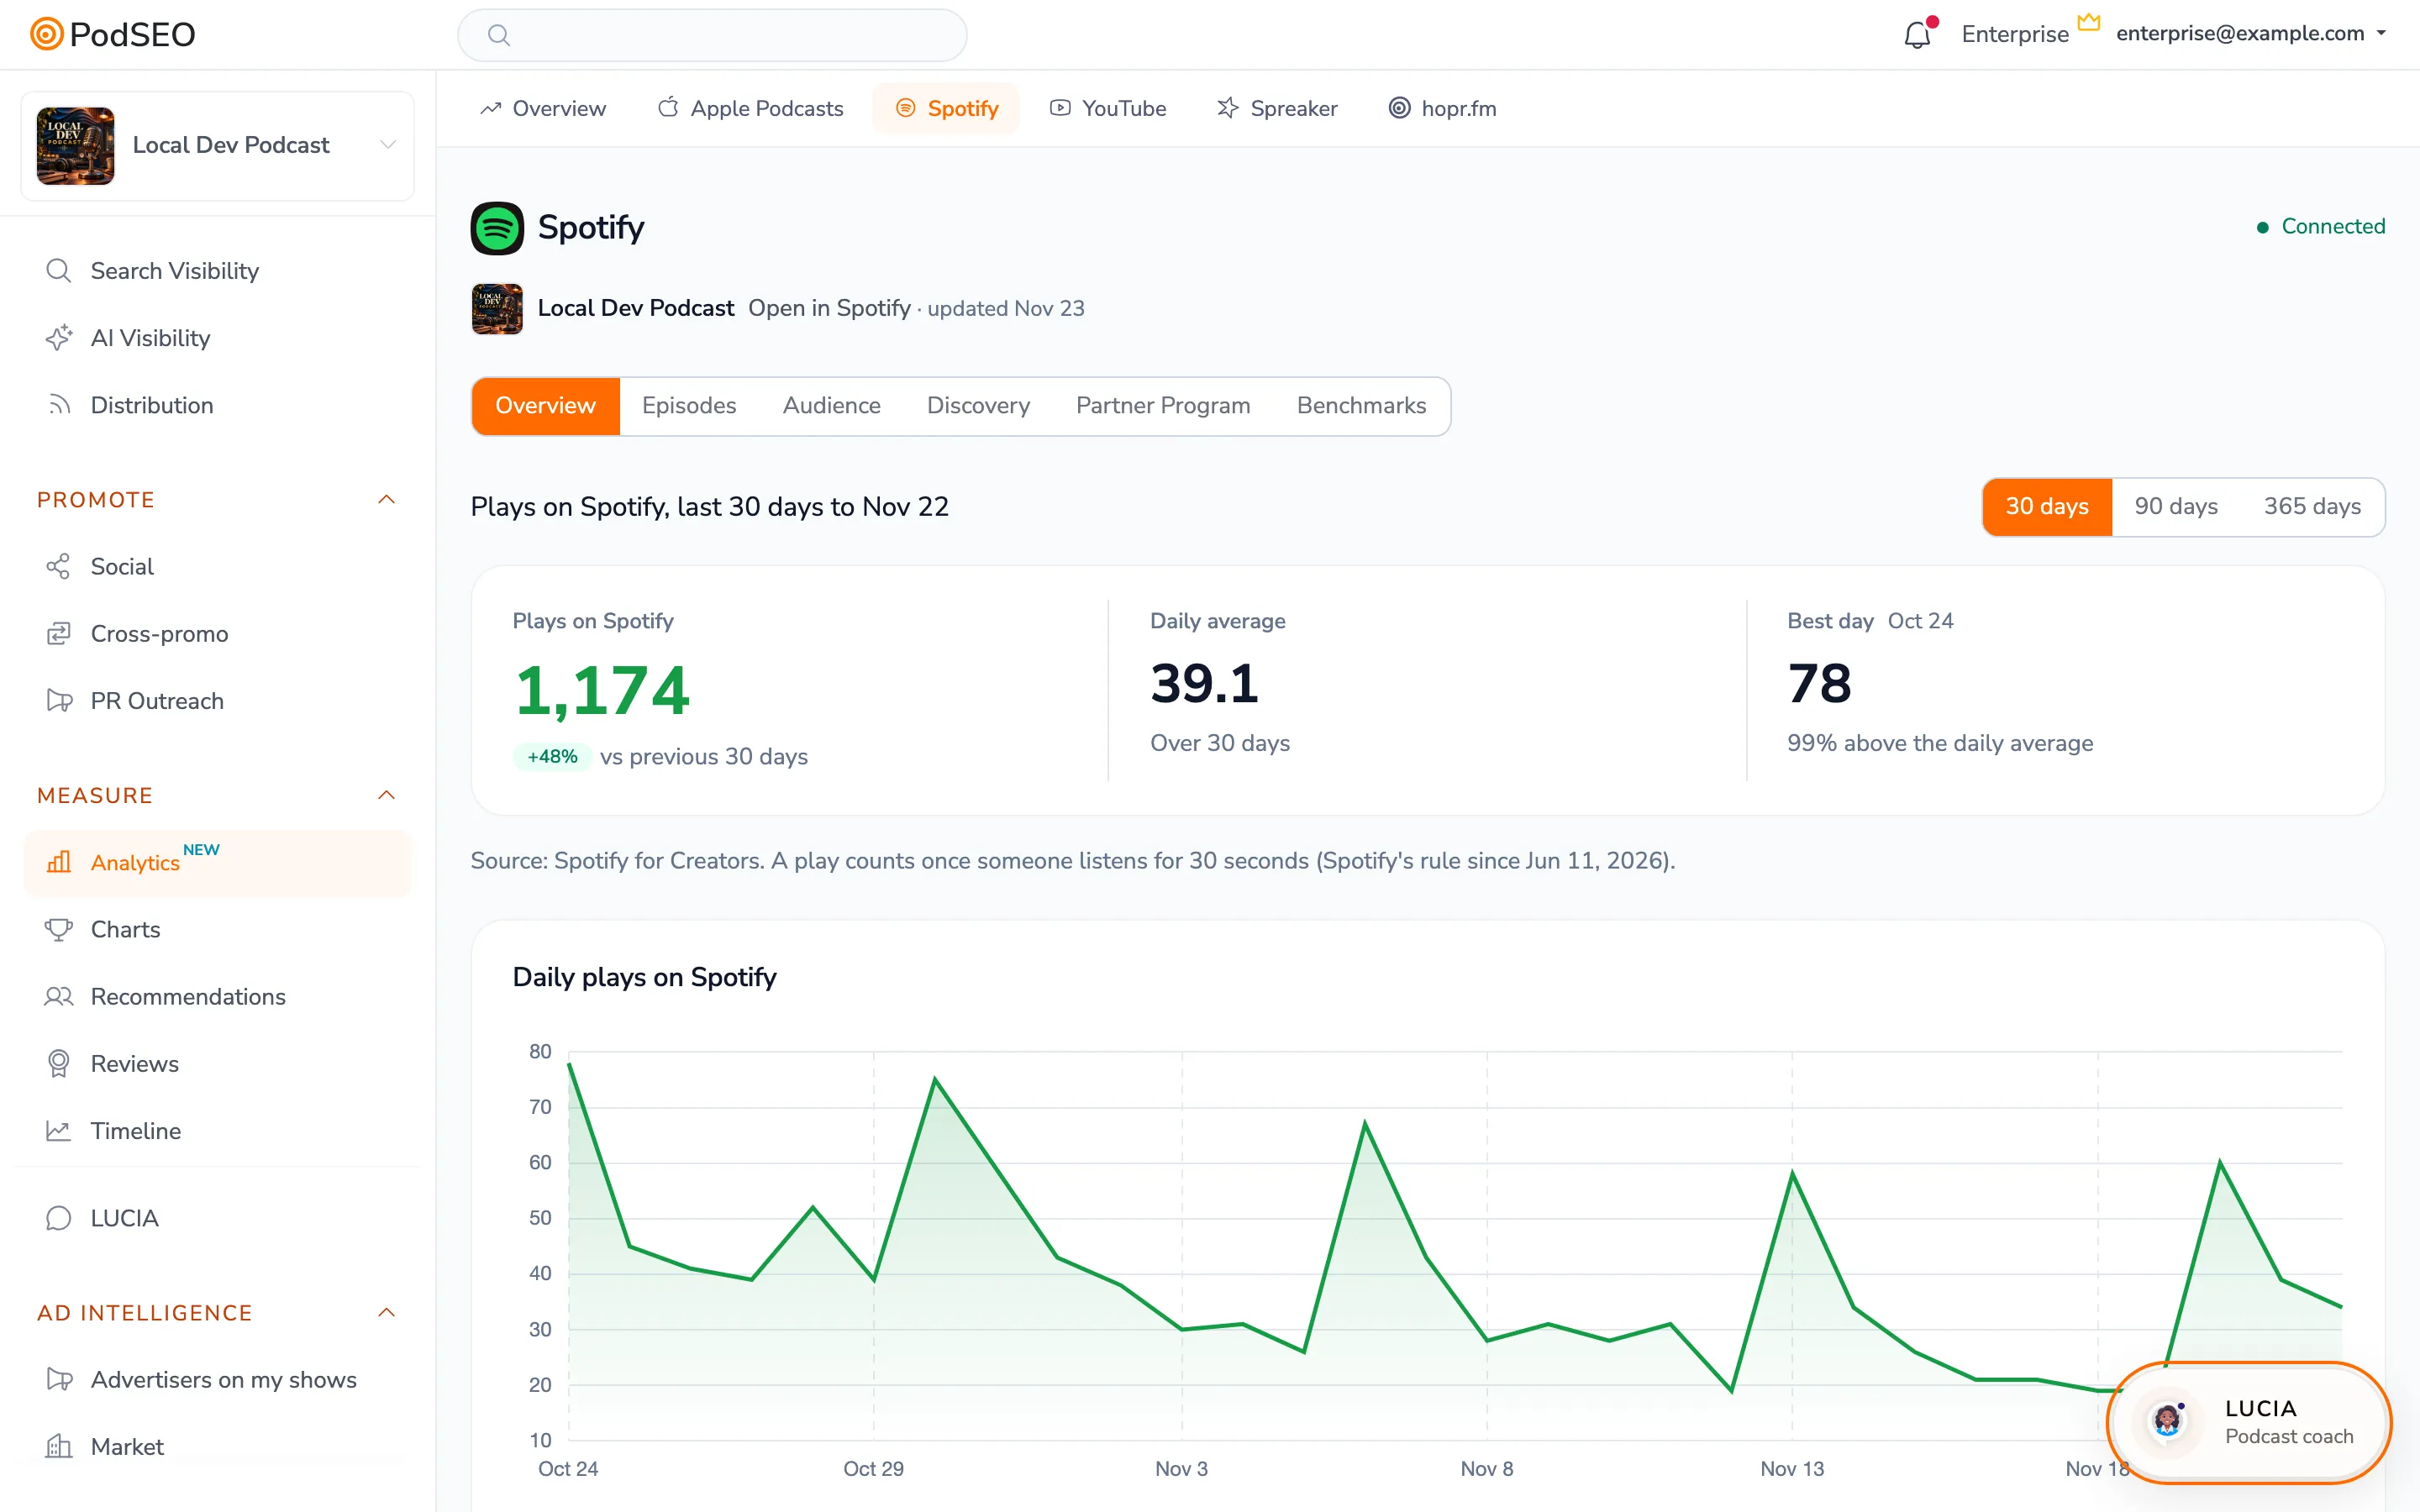 PodSEO
Enterprise
enterprise@example.com
Local Dev Podcast
Search Visibility
AI Visibility
Distribution
PROMOTE
Social
Cross-promo
PR Outreach
MEASURE
Analytics NEW
Charts
Recommendations
Reviews
Timeline
LUCIA
AD INTELLIGENCE
Advertisers on my shows
Market
Overview
Apple Podcasts
Spotify
YouTube
Spreaker
hopr.fm
Spotify
Connected
LOCAL
DEV
PODCAST
Local Dev Podcast Open in Spotify · updated Nov 23
Overview
Episodes
Audience
Discovery
Partner Program
Benchmarks
Plays on Spotify, last 30 days to Nov 22
30 days
90 days
365 days
Plays on Spotify
1,174
+48% vs previous 30 days
Daily average
39.1
Over 30 days
Best day Oct 24
78
99% above the daily average
Source: Spotify for Creators. A play counts once someone listens for 30 seconds (Spotify's rule since Jun 11, 2026).
Daily plays on Spotify
80
70
60
50
40
30
20
10
Oct 24
Oct 29
Nov 3
Nov 8
Nov 13
Nov 18
LUCIA
Podcast coach